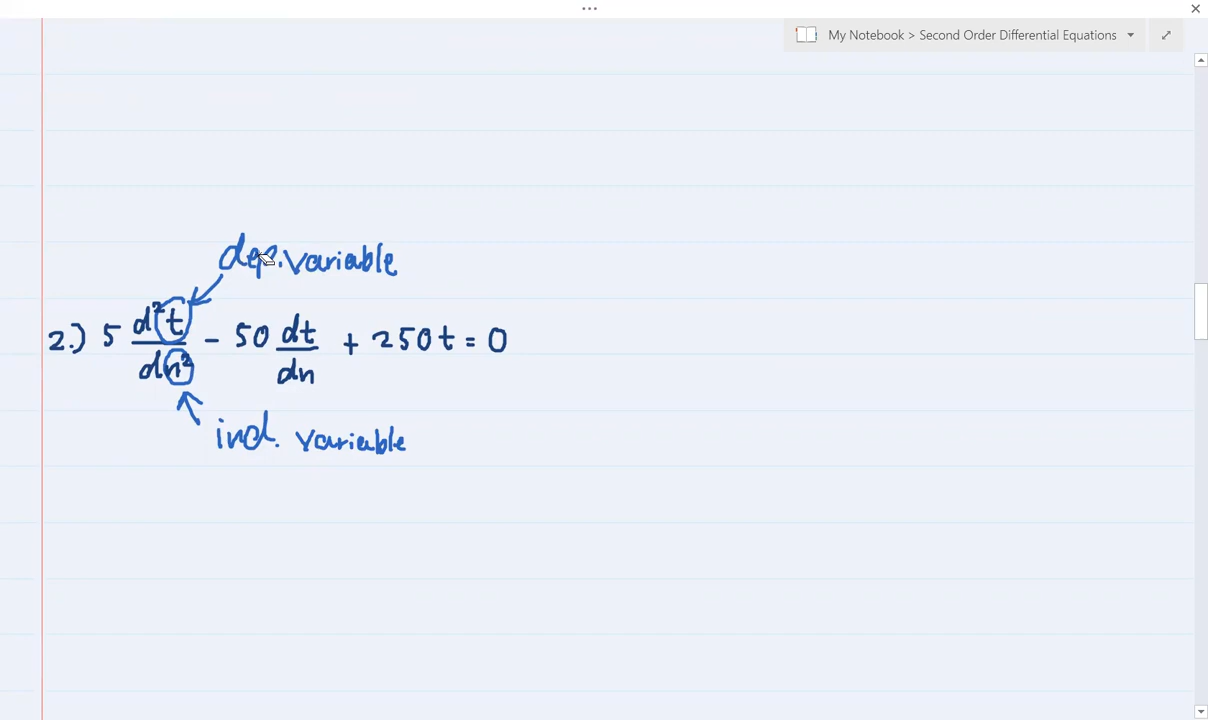 My Notebook > Second Order Differential Equations
dep. variable
2.) 5 d²t/dn² - 50 dt/dn + 250t = 0
ind. variable